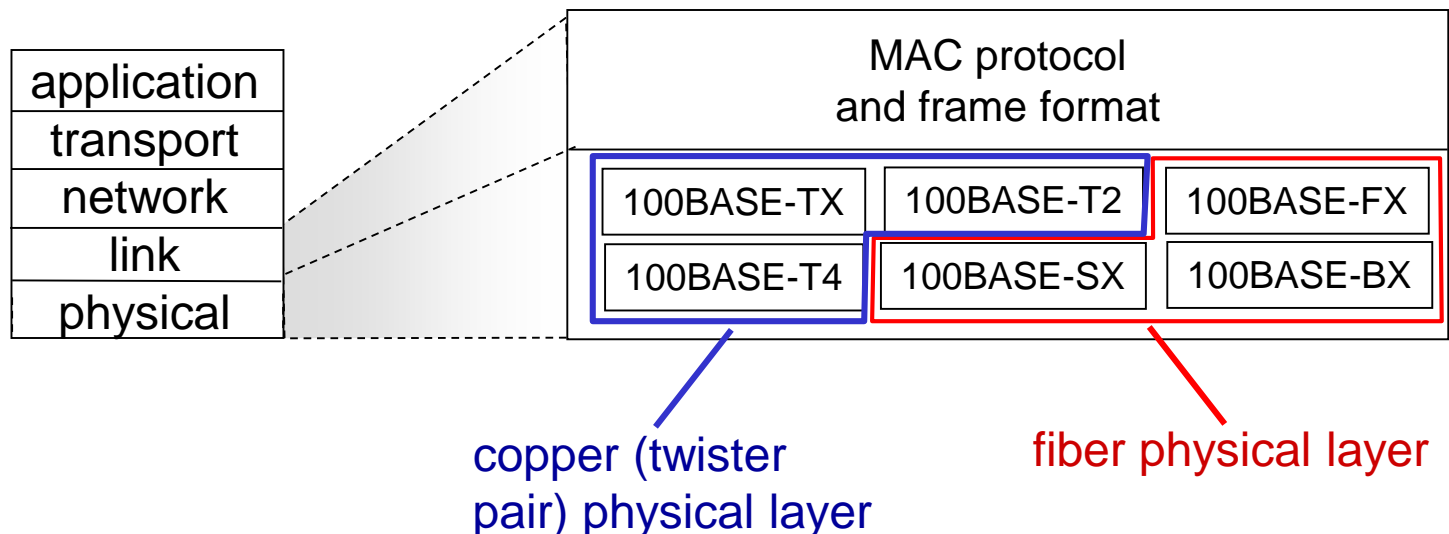 application
transport
network
link
physical
MAC protocol
and frame format
100BASE-TX
100BASE-T2
100BASE-FX
100BASE-T4
100BASE-SX
100BASE-BX
copper (twister
pair) physical layer
fiber physical layer